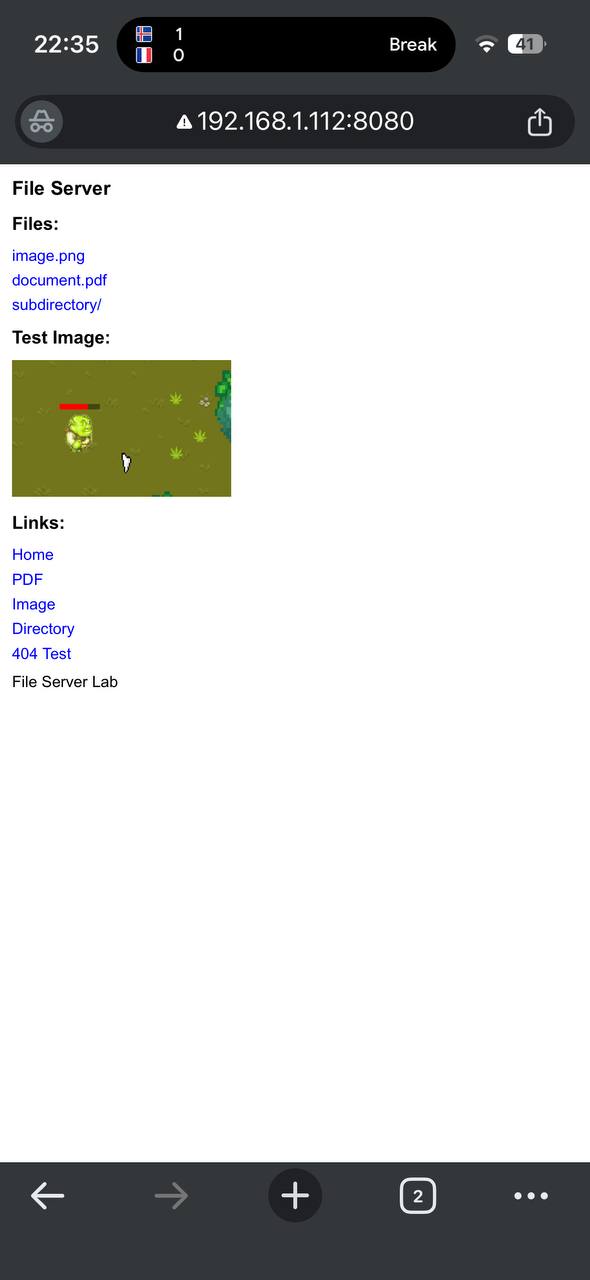 22:35
1
0
Break
41
192.168.1.112:8080
File Server
Files:
image.png
document.pdf
subdirectory/
Test Image:
Links:
Home
PDF
Image
Directory
404 Test
File Server Lab
2